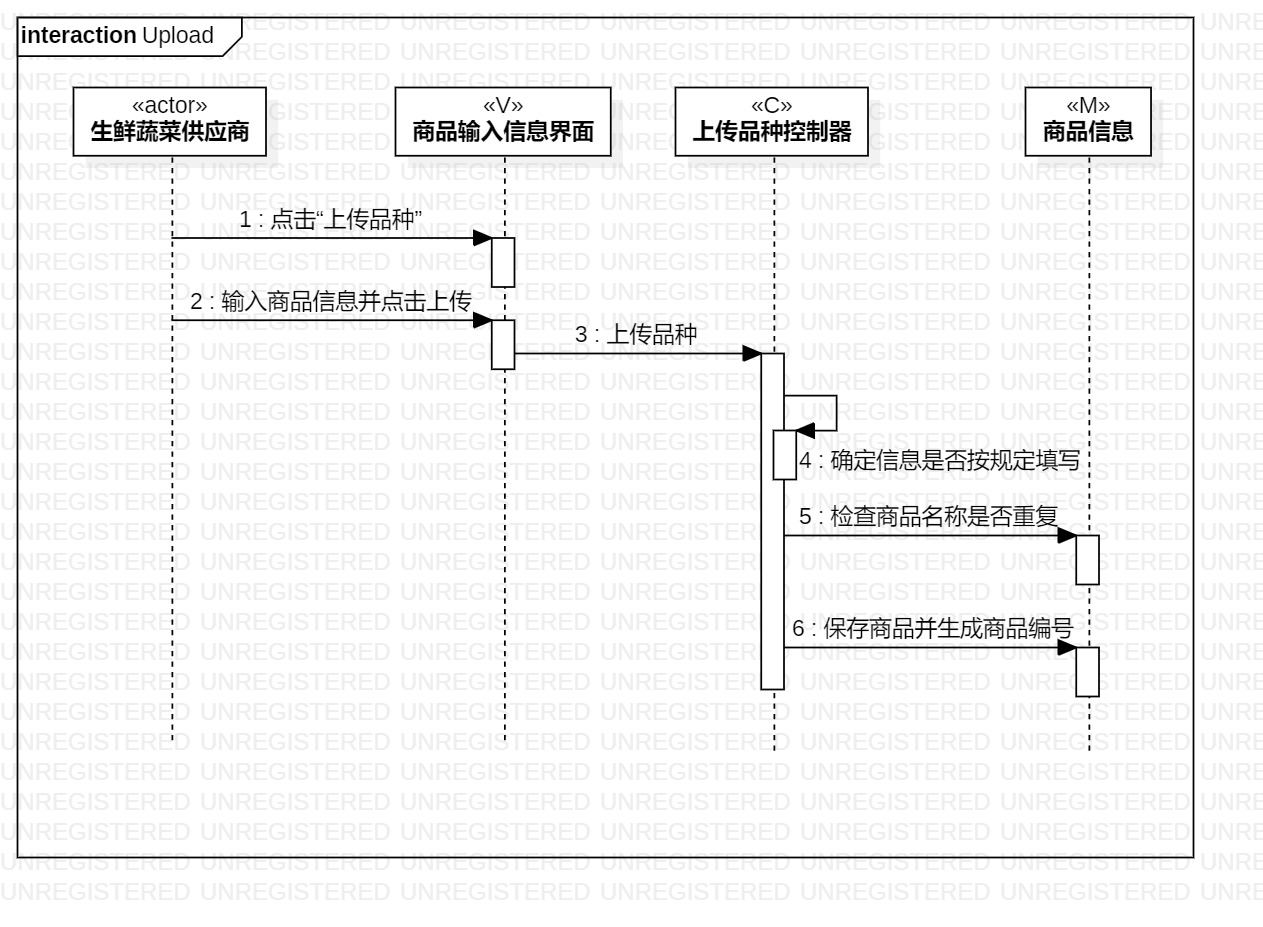 interaction Upload
«actor»
生鲜蔬菜供应商
«V»
商品输入信息界面
«C»
上传品种控制器
«M»
商品信息
1 : 点击“上传品种”
2 : 输入商品信息并点击上传
3 : 上传品种
4 : 确定信息是否按规定填写
5 : 检查商品名称是否重复
6 : 保存商品并生成商品编号
UNREGISTERED UNREGISTERED UNREGISTERED UNREGISTERED UNREGISTERED UNREGISTERED